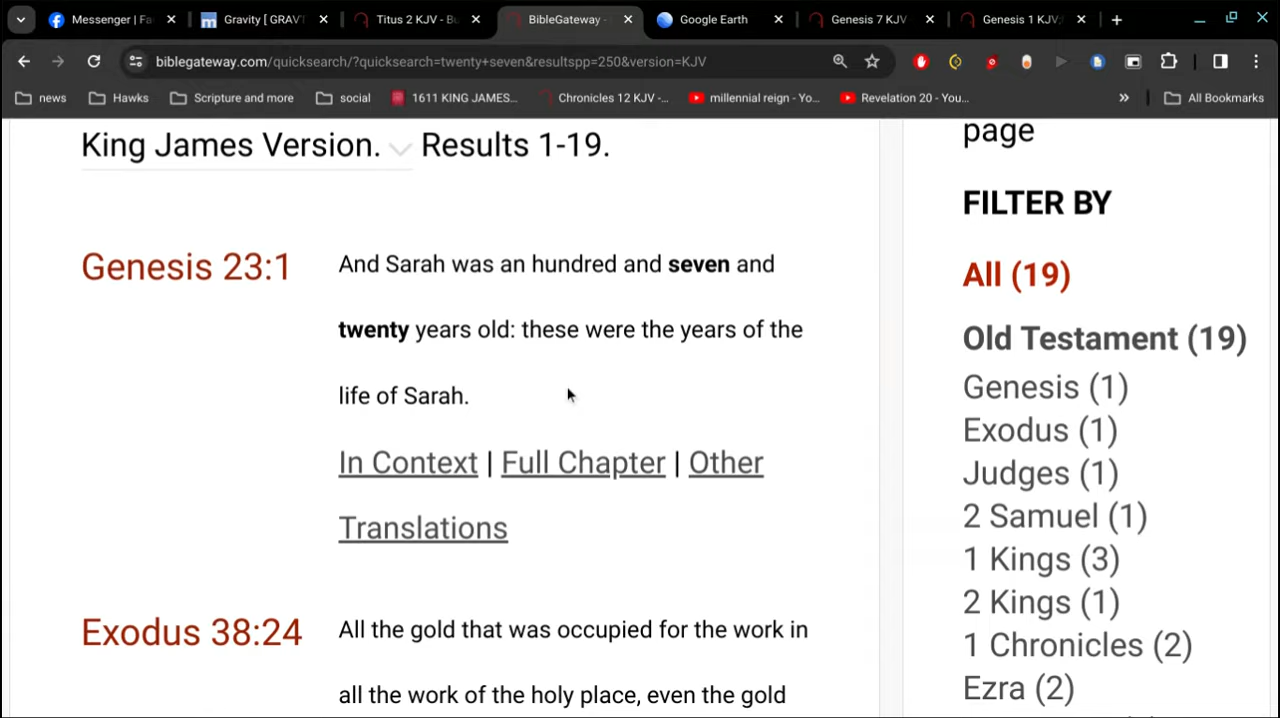 Messenger | Fa
Gravity [ GRAV'
Titus 2 KJV - Bu
BibleGateway -
Google Earth
Genesis 7 KJV
Genesis 1 KJV;
biblegateway.com/quicksearch/?quicksearch=twenty+seven&resultspp=250&version=KJV
news
Hawks
Scripture and more
social
1611 KING JAMES...
Chronicles 12 KJV -...
millennial reign - Yo...
Revelation 20 - You...
»
All Bookmarks
King James Version. Results 1-19.
Genesis 23:1
And Sarah was an hundred and seven and
twenty years old: these were the years of the
life of Sarah.
In Context | Full Chapter | Other
Translations
Exodus 38:24
All the gold that was occupied for the work in
all the work of the holy place, even the gold
page
FILTER BY
All (19)
Old Testament (19)
Genesis (1)
Exodus (1)
Judges (1)
2 Samuel (1)
1 Kings (3)
2 Kings (1)
1 Chronicles (2)
Ezra (2)